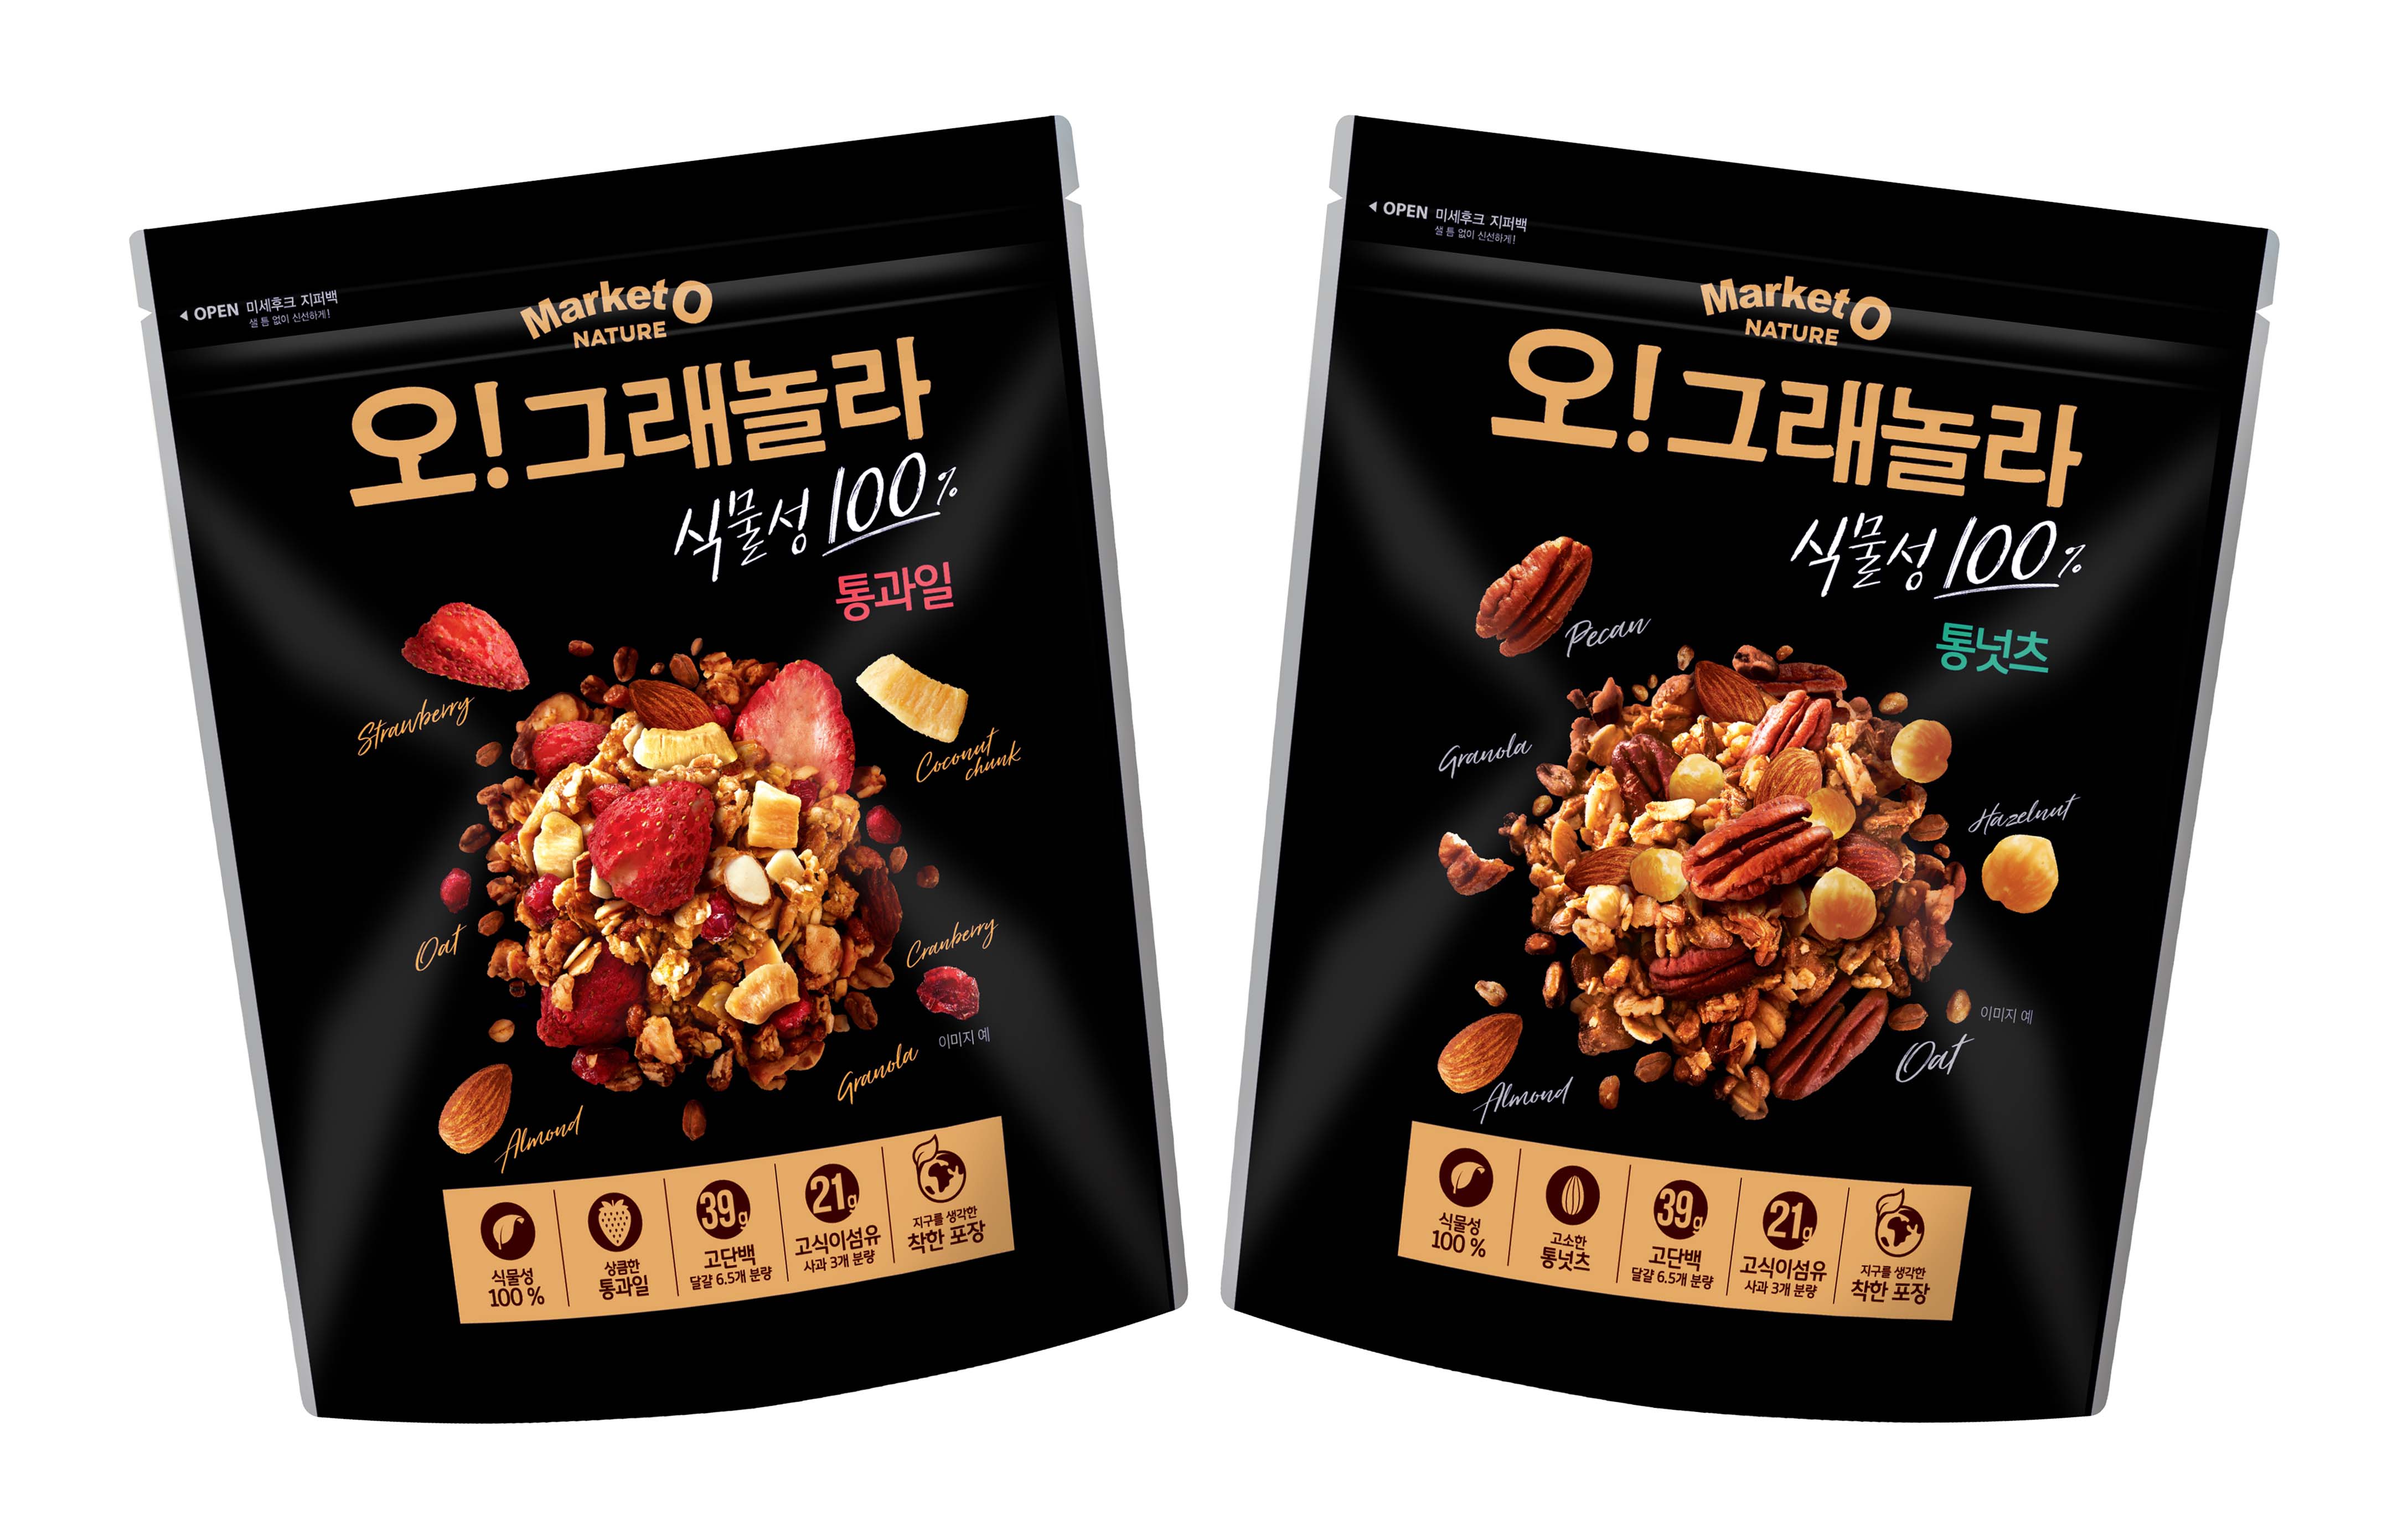 OPEN 미세후크 지퍼백
샐 틈 없이 신선하게!
Market O
NATURE
오!그래놀라
식물성 100%
통과일
Strawberry
Coconut
chunk
Oat
Cranberry
이미지 예
Granola
Almond
식물성
100 %
상큼한
통과일
39g
고단백
달걀 6.5개 분량
21g
고식이섬유
사과 3개 분량
지구를 생각한
착한 포장
OPEN 미세후크 지퍼백
샐 틈 없이 신선하게!
Market O
NATURE
오!그래놀라
식물성 100%
통넛츠
Pecan
Granola
Hazelnut
이미지 예
Oat
Almond
식물성
100 %
고소한
통넛츠
39g
고단백
달걀 6.5개 분량
21g
고식이섬유
사과 3개 분량
지구를 생각한
착한 포장